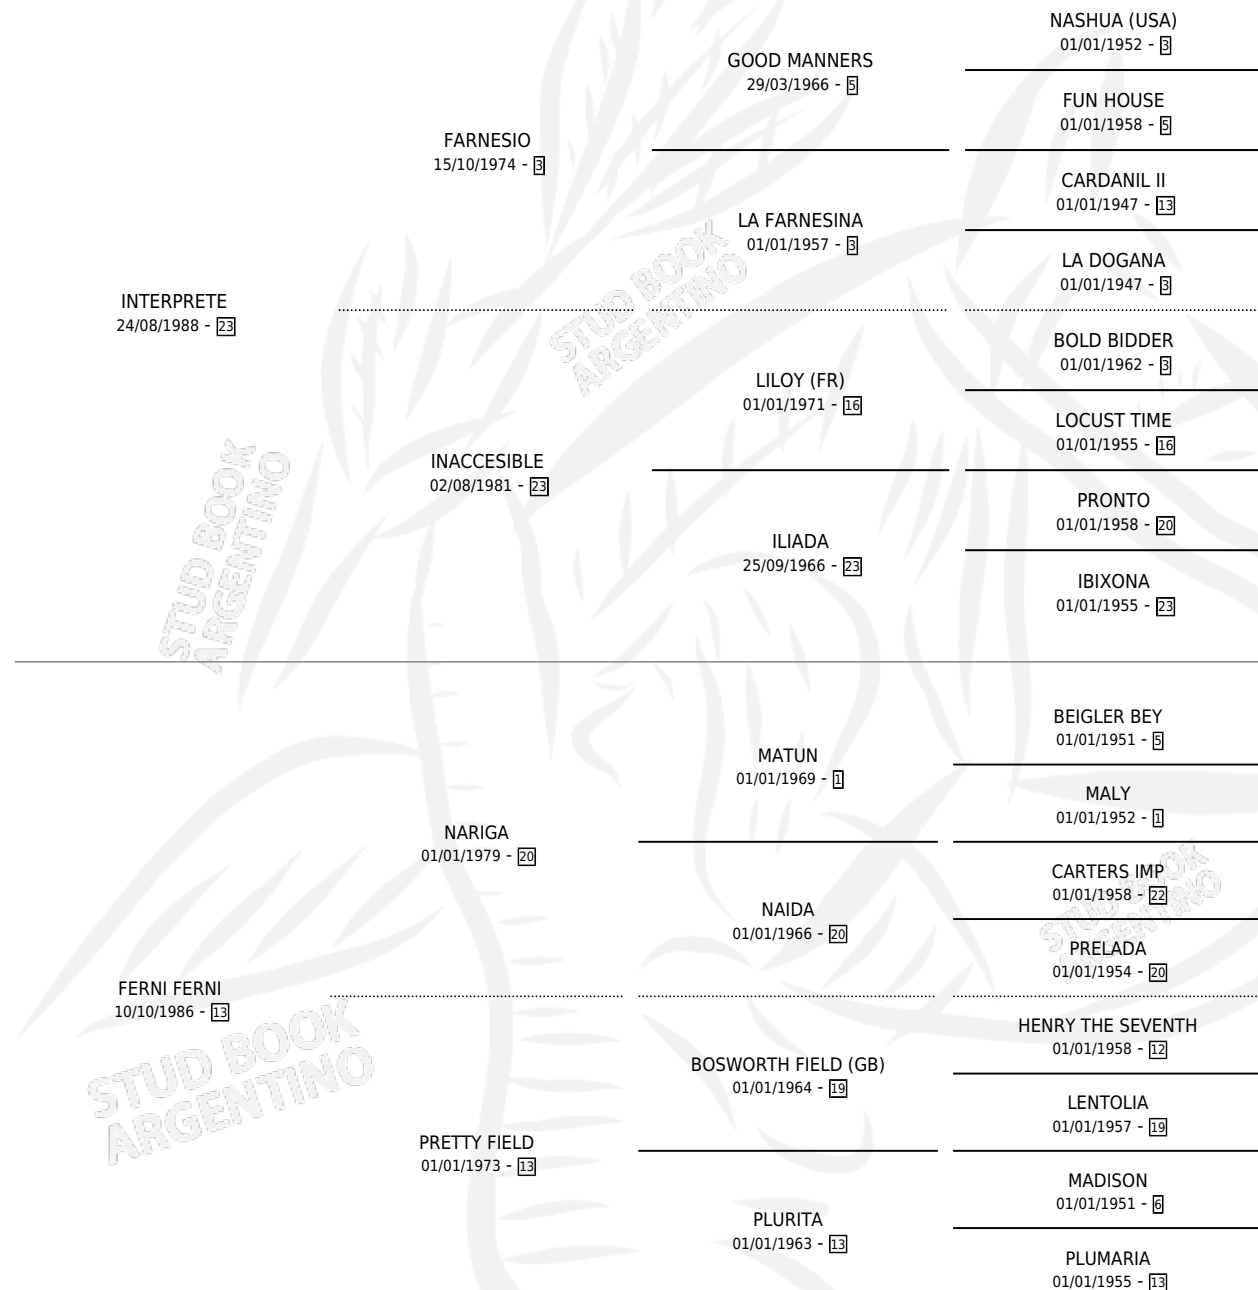 NASHUA (USA)
01/01/1952 - 3
GOOD MANNERS
29/03/1966 - 5
FUN HOUSE
01/01/1958 - 5
FARNESIO
15/10/1974 - 3
CARDANIL II
01/01/1947 - 13
LA FARNESINA
01/01/1957 - 3
LA DOGANA
01/01/1947 - 3
INTERPRETE
24/08/1988 - 23
BOLD BIDDER
01/01/1962 - 3
LILOY (FR)
01/01/1971 - 16
LOCUST TIME
01/01/1955 - 16
INACCESIBLE
02/08/1981 - 23
PRONTO
01/01/1958 - 20
ILIADA
25/09/1966 - 23
IBIXONA
01/01/1955 - 23
STUD BOOK
ARGENTINO
STUD BOOK
ARGENTINO
BEIGLER BEY
01/01/1951 - 5
MATUN
01/01/1969 - 1
MALY
01/01/1952 - 1
NARIGA
01/01/1979 - 20
CARTERS IMP
01/01/1958 - 22
NAIDA
01/01/1966 - 20
PRELADA
01/01/1954 - 20
STUD BOOK
ARGENTINO
FERNI FERNI
10/10/1986 - 13
HENRY THE SEVENTH
01/01/1958 - 12
BOSWORTH FIELD (GB)
01/01/1964 - 19
LENTOLIA
01/01/1957 - 19
STUD BOOK
ARGENTINO
PRETTY FIELD
01/01/1973 - 13
MADISON
01/01/1951 - 6
PLURITA
01/01/1963 - 13
PLUMARIA
01/01/1955 - 13